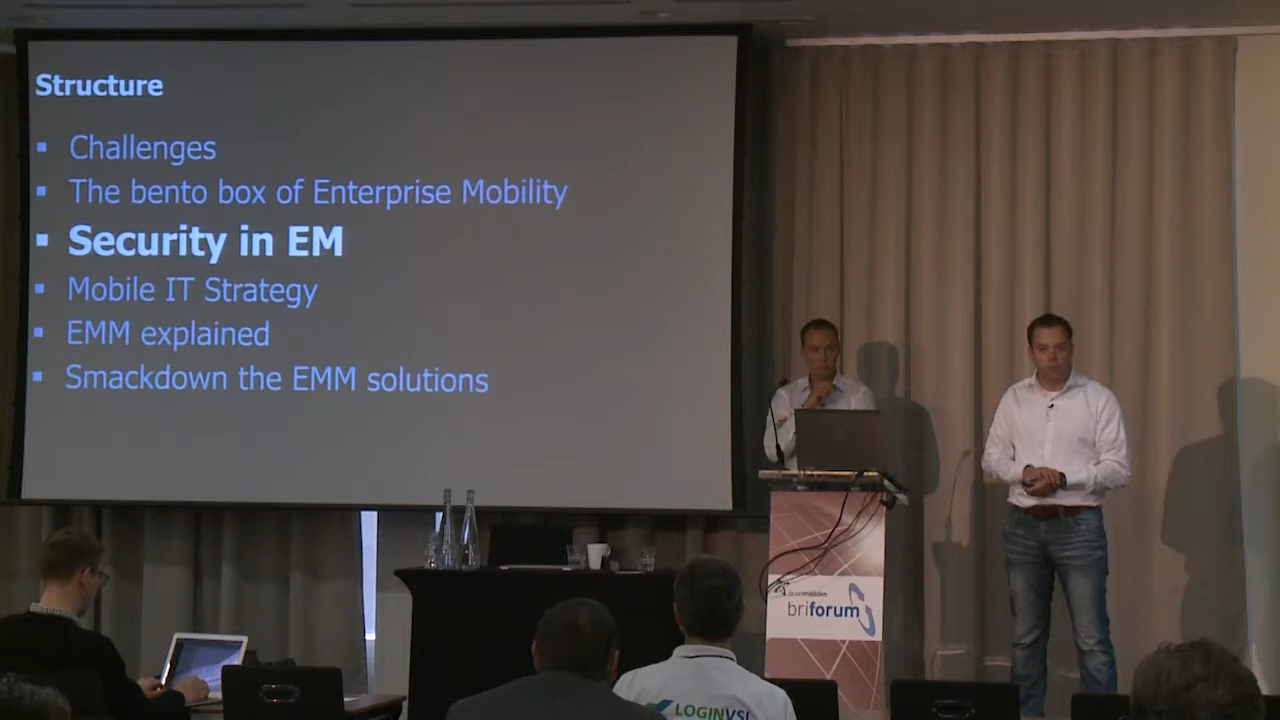 Structure
Challenges
The bento box of Enterprise Mobility
Security in EM
Mobile IT Strategy
EMM explained
Smackdown the EMM solutions
briforum
LOGINVSI